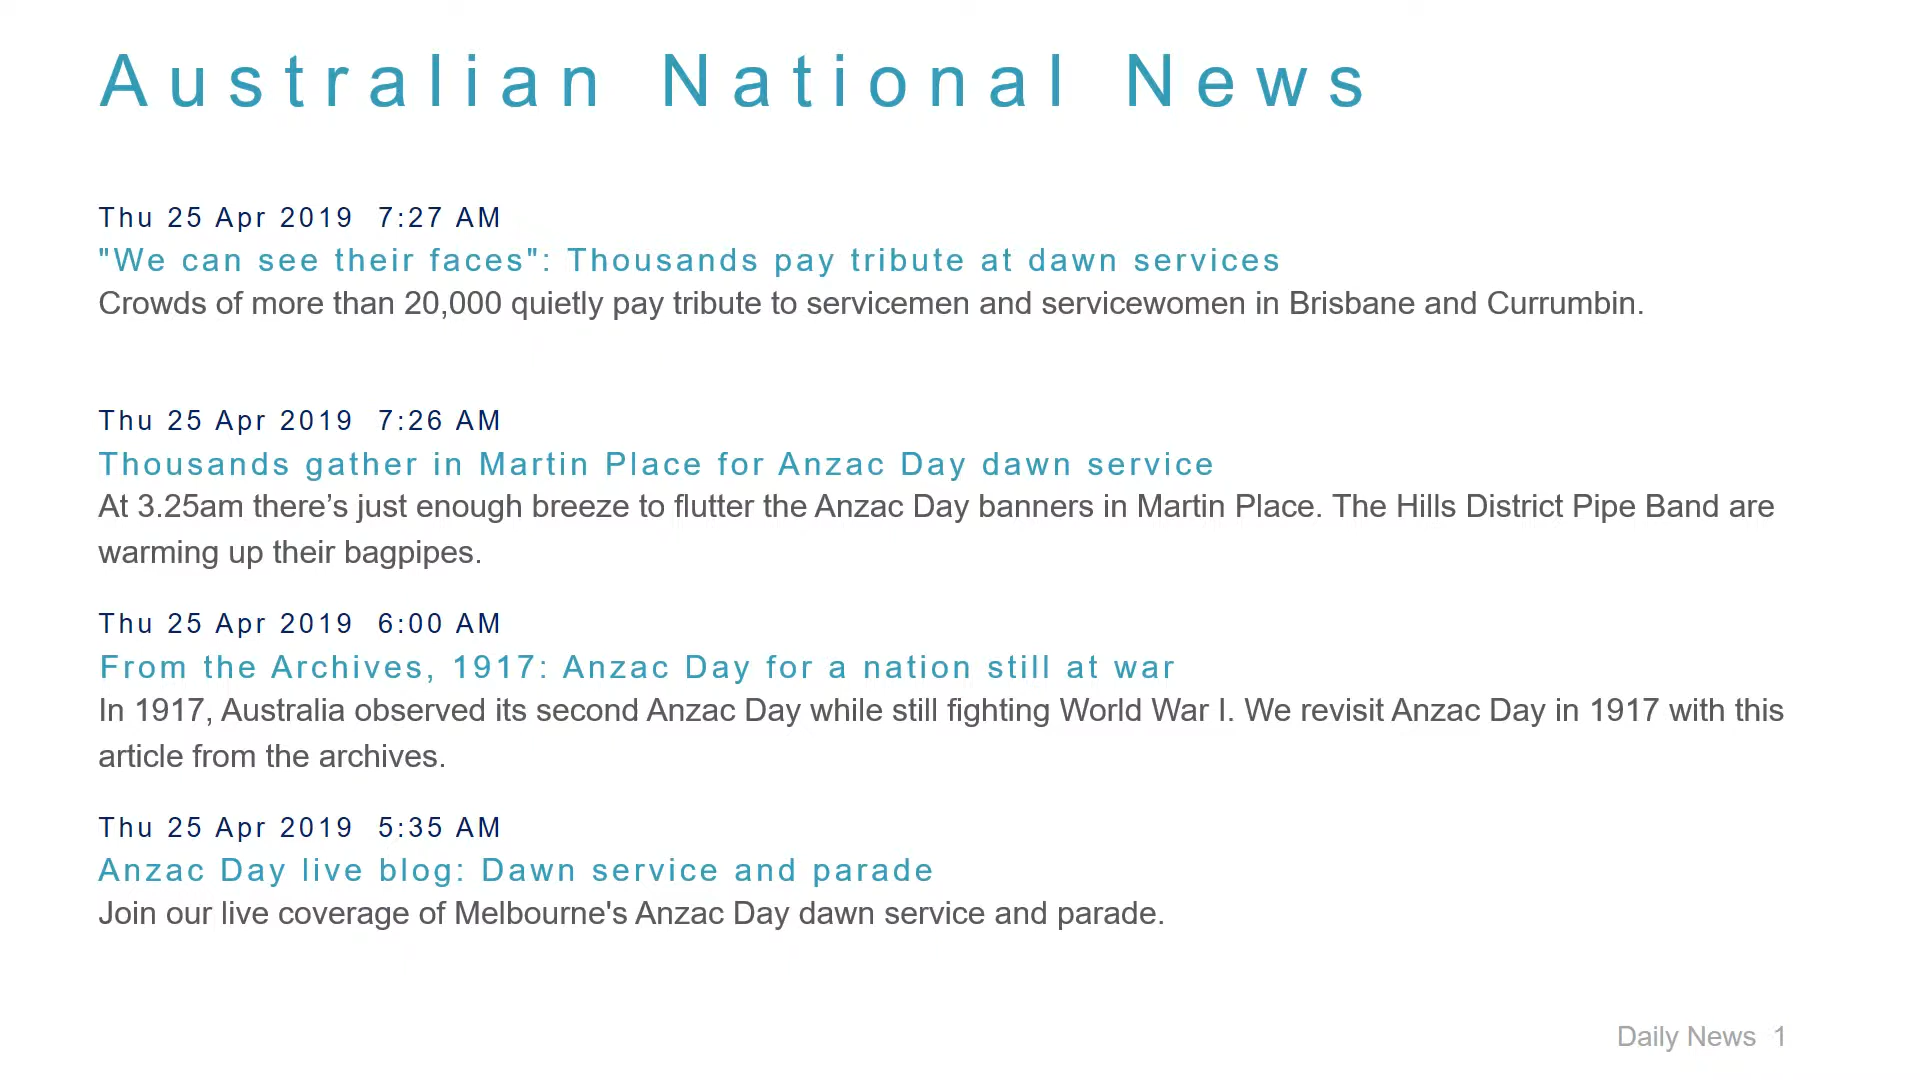 Australian National News
Thu 25 Apr 2019 7:27 AM
"We can see their faces": Thousands pay tribute at dawn services
Crowds of more than 20,000 quietly pay tribute to servicemen and servicewomen in Brisbane and Currumbin.
Thu 25 Apr 2019 7:26 AM
Thousands gather in Martin Place for Anzac Day dawn service
At 3.25am there’s just enough breeze to flutter the Anzac Day banners in Martin Place. The Hills District Pipe Band are
warming up their bagpipes.
Thu 25 Apr 2019 6:00 AM
From the Archives, 1917: Anzac Day for a nation still at war
In 1917, Australia observed its second Anzac Day while still fighting World War I. We revisit Anzac Day in 1917 with this
article from the archives.
Thu 25 Apr 2019 5:35 AM
Anzac Day live blog: Dawn service and parade
Join our live coverage of Melbourne's Anzac Day dawn service and parade.
Daily News 1